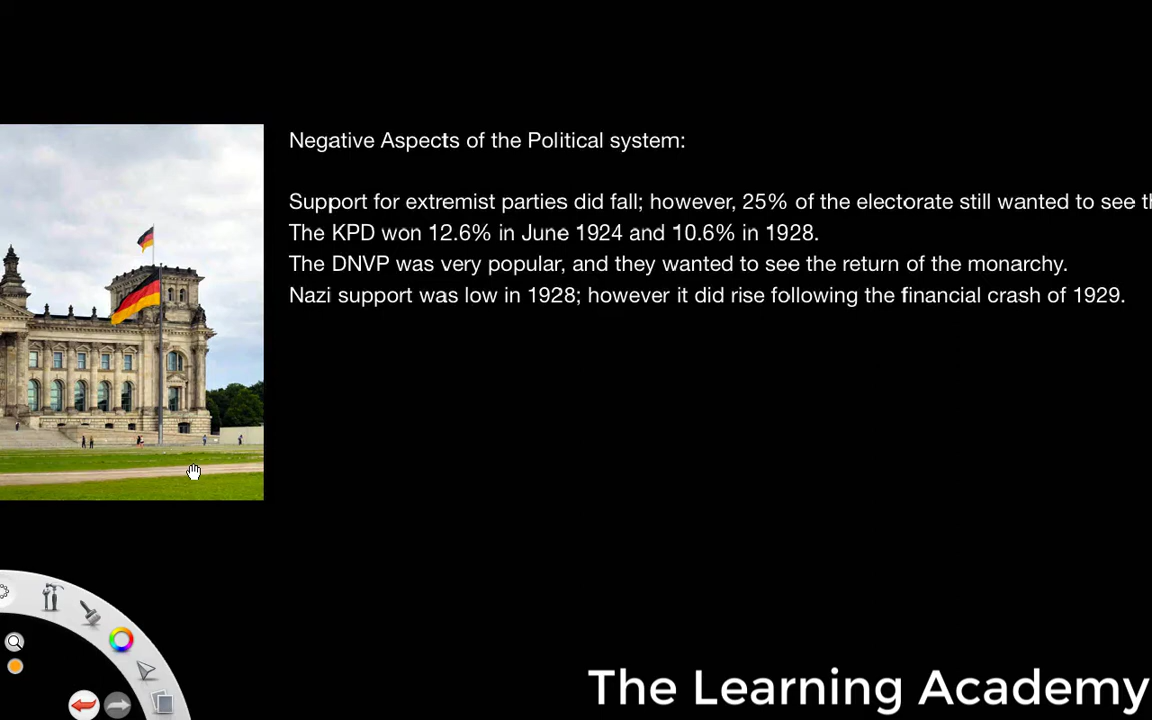 Negative Aspects of the Political system:
Support for extremist parties did fall; however, 25% of the electorate still wanted to see
The KPD won 12.6% in June 1924 and 10.6% in 1928.
The DNVP was very popular, and they wanted to see the return of the monarchy.
Nazi support was low in 1928; however it did rise following the financial crash of 1929.
The Learning Academy